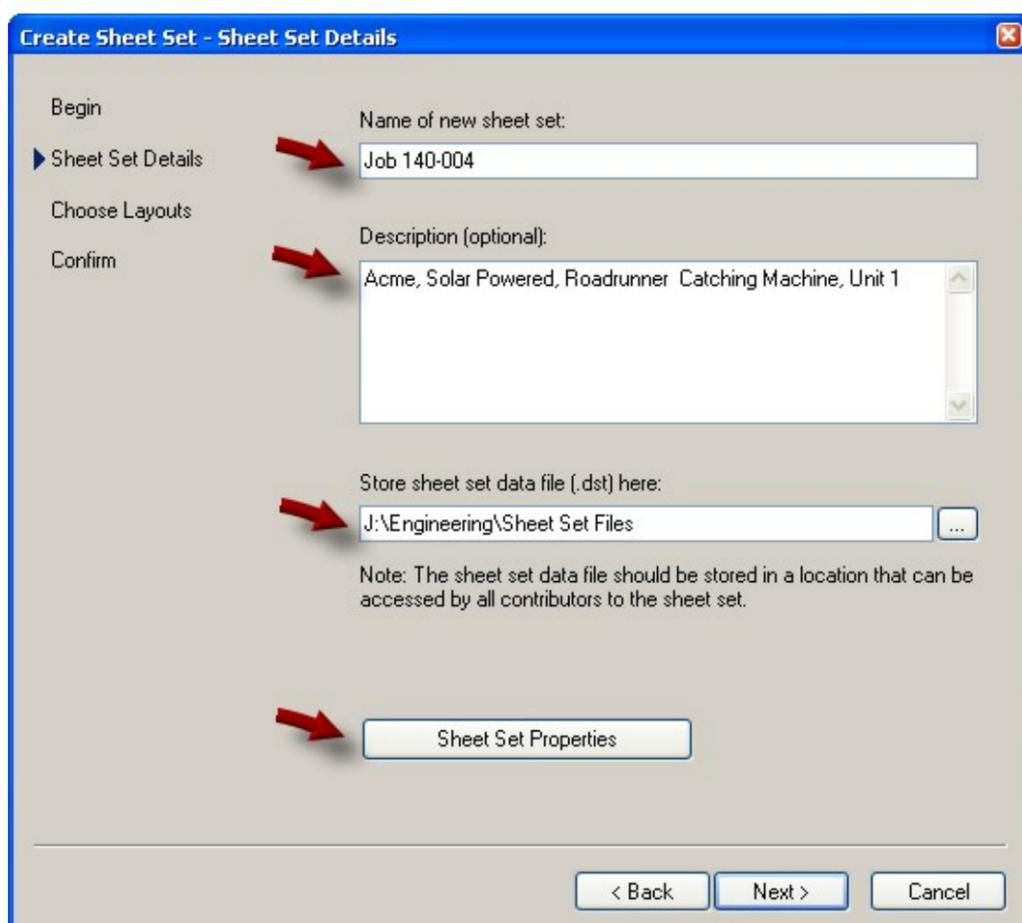 Create Sheet Set - Sheet Set Details
Begin
Sheet Set Details
Choose Layouts
Confirm
Name of new sheet set:
Job 140-004
Description (optional):
Acme, Solar Powered, Roadrunner  Catching Machine, Unit 1
Store sheet set data file (.dst) here:
J:\Engineering\Sheet Set Files
...
Note: The sheet set data file should be stored in a location that can be
accessed by all contributors to the sheet set.
Sheet Set Properties
< Back
Next >
Cancel